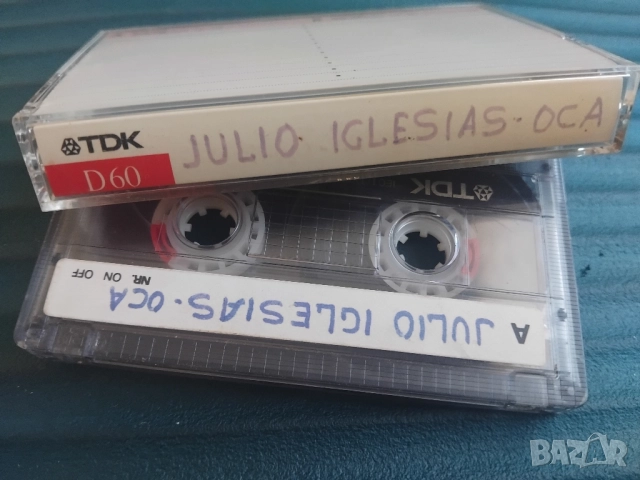 TDK
D60
JULIO IGLESIAS-OCA
TDK
A JULIO IGLESIAS-OCA
NR. ON OFF
BAZAR